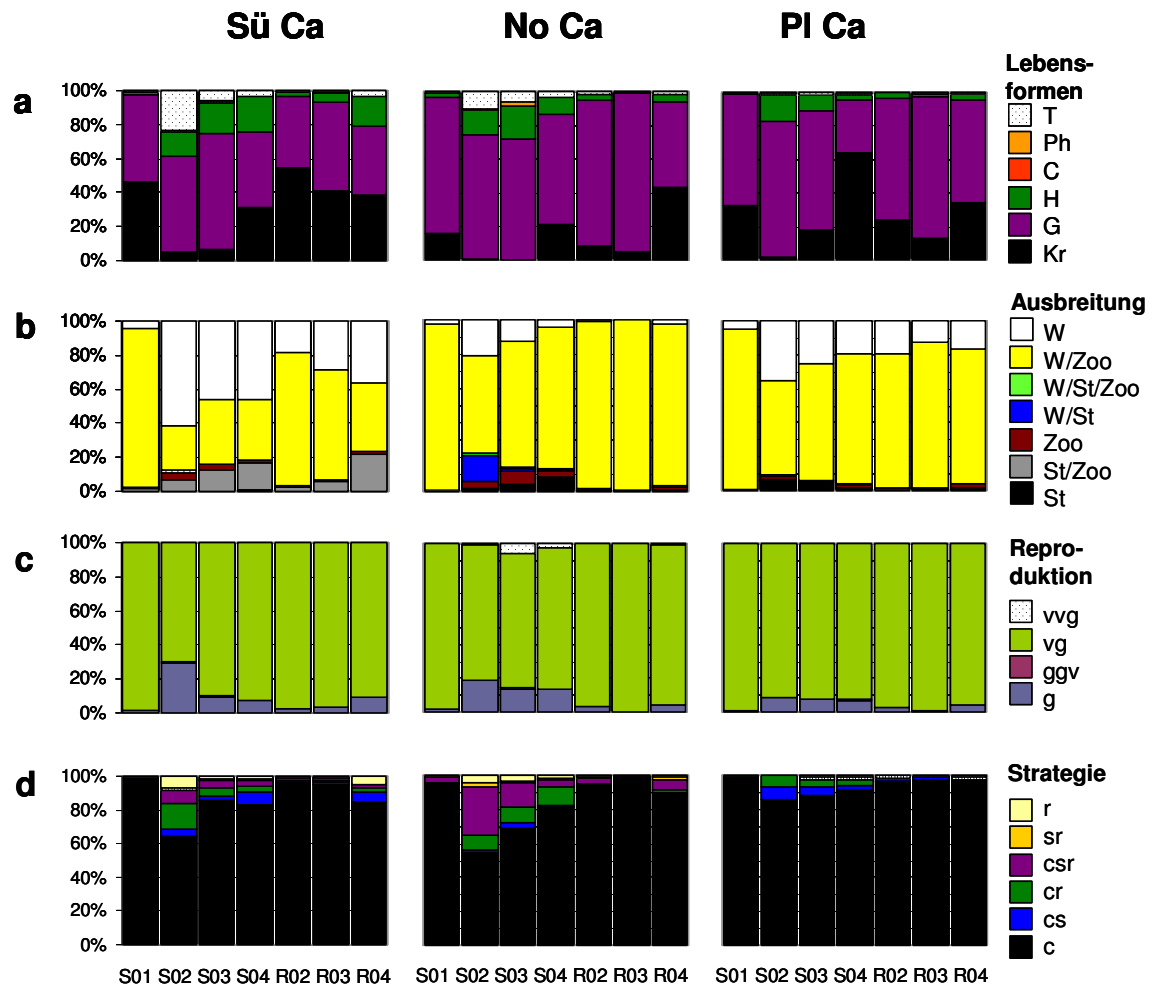 Sü Ca No Ca Pl Ca
a
100%
80%
60%
40%
20%
0%
Lebens-
formen
T
Ph
C
H
G
Kr
b
100%
80%
60%
40%
20%
0%
Ausbreitung
W
W/Zoo
W/St/Zoo
W/St
Zoo
St/Zoo
St
c
100%
80%
60%
40%
20%
0%
Repro-
duktion
vvg
vg
ggv
g
d
100%
80%
60%
40%
20%
0%
Strategie
r
sr
csr
cr
cs
c
S01 S02 S03 S04 R02 R03 R04 S01 S02 S03 S04 R02 R03 R04 S01 S02 S03 S04 R02 R03 R04